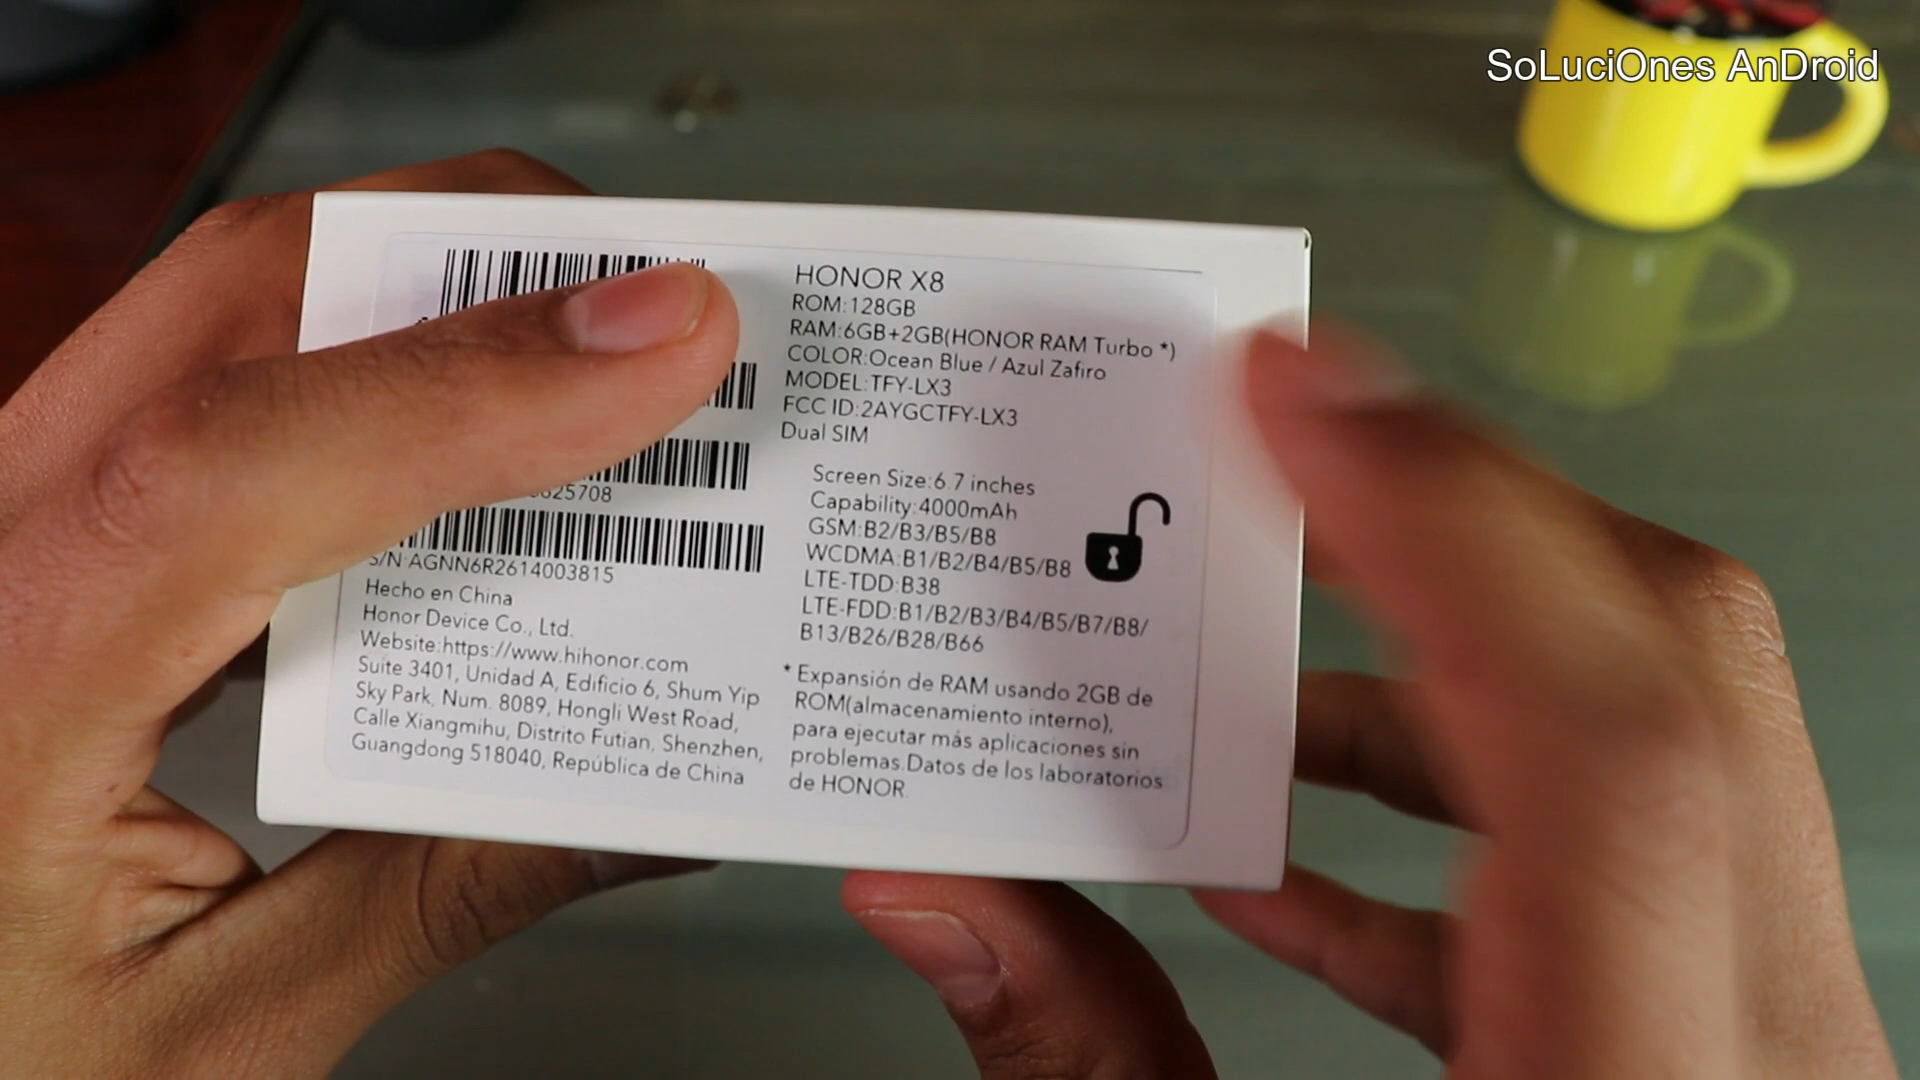 SoLuciOnes AnDroid
HONOR X8
ROM:128GB
RAM:6GB+2GB(HONOR RAM Turbo *)
COLOR:Ocean Blue / Azul Zafiro
MODEL:TFY-LX3
FCC ID:2AYGCTFY-LX3
Dual SIM
Screen Size:6.7 inches
Capability:4000mAh
GSM:B2/B3/B5/B8
WCDMA:B1/B2/B4/B5/B8
LTE-TDD:B38
LTE-FDD:B1/B2/B3/B4/B5/B7/B8/
B13/B26/B28/B66
* Expansión de RAM usando 2GB de
ROM(almacenamiento interno),
para ejecutar más aplicaciones sin
problemas.Datos de los laboratorios
de HONOR.
25708
S/N:AGNN6R2614003815
Hecho en China
Honor Device Co., Ltd.
Website:https://www.hihonor.com
Suite 3401, Unidad A, Edificio 6, Shum Yip
Sky Park, Num. 8089, Hongli West Road,
Calle Xiangmihu, Distrito Futian, Shenzhen,
Guangdong 518040, República de China